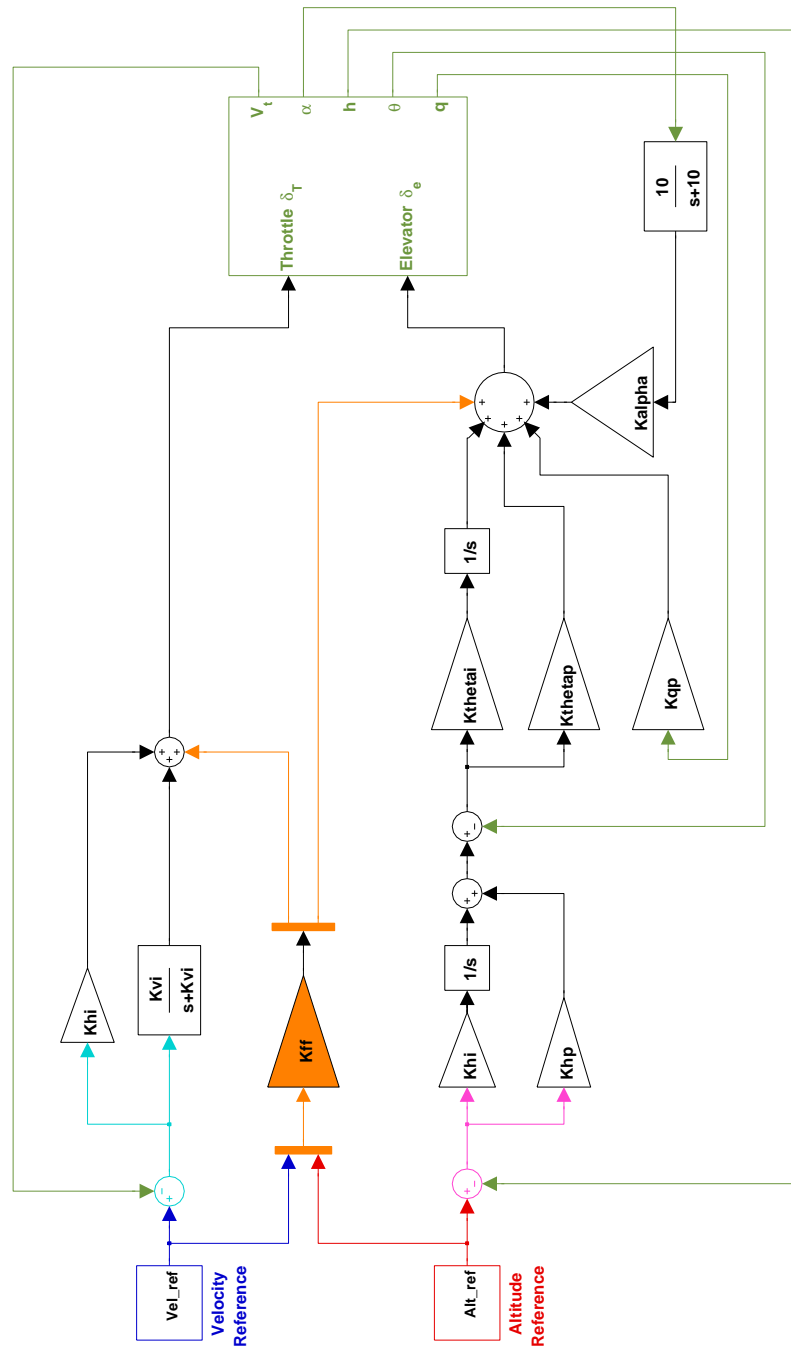 Vel_ref
Velocity
Reference
Alt_ref
Altitude
Reference
+
-
+
-
Khi
Kvi
s+Kvi
Kff
Khi
Khp
1/s
+
+
+
-
+
+
+
Kthetai
Kthetap
Kqp
1/s
+
+
+
+
+
Kalpha
10
s+10
Throttle δT
Elevator δe
Vt
α
h
θ
q